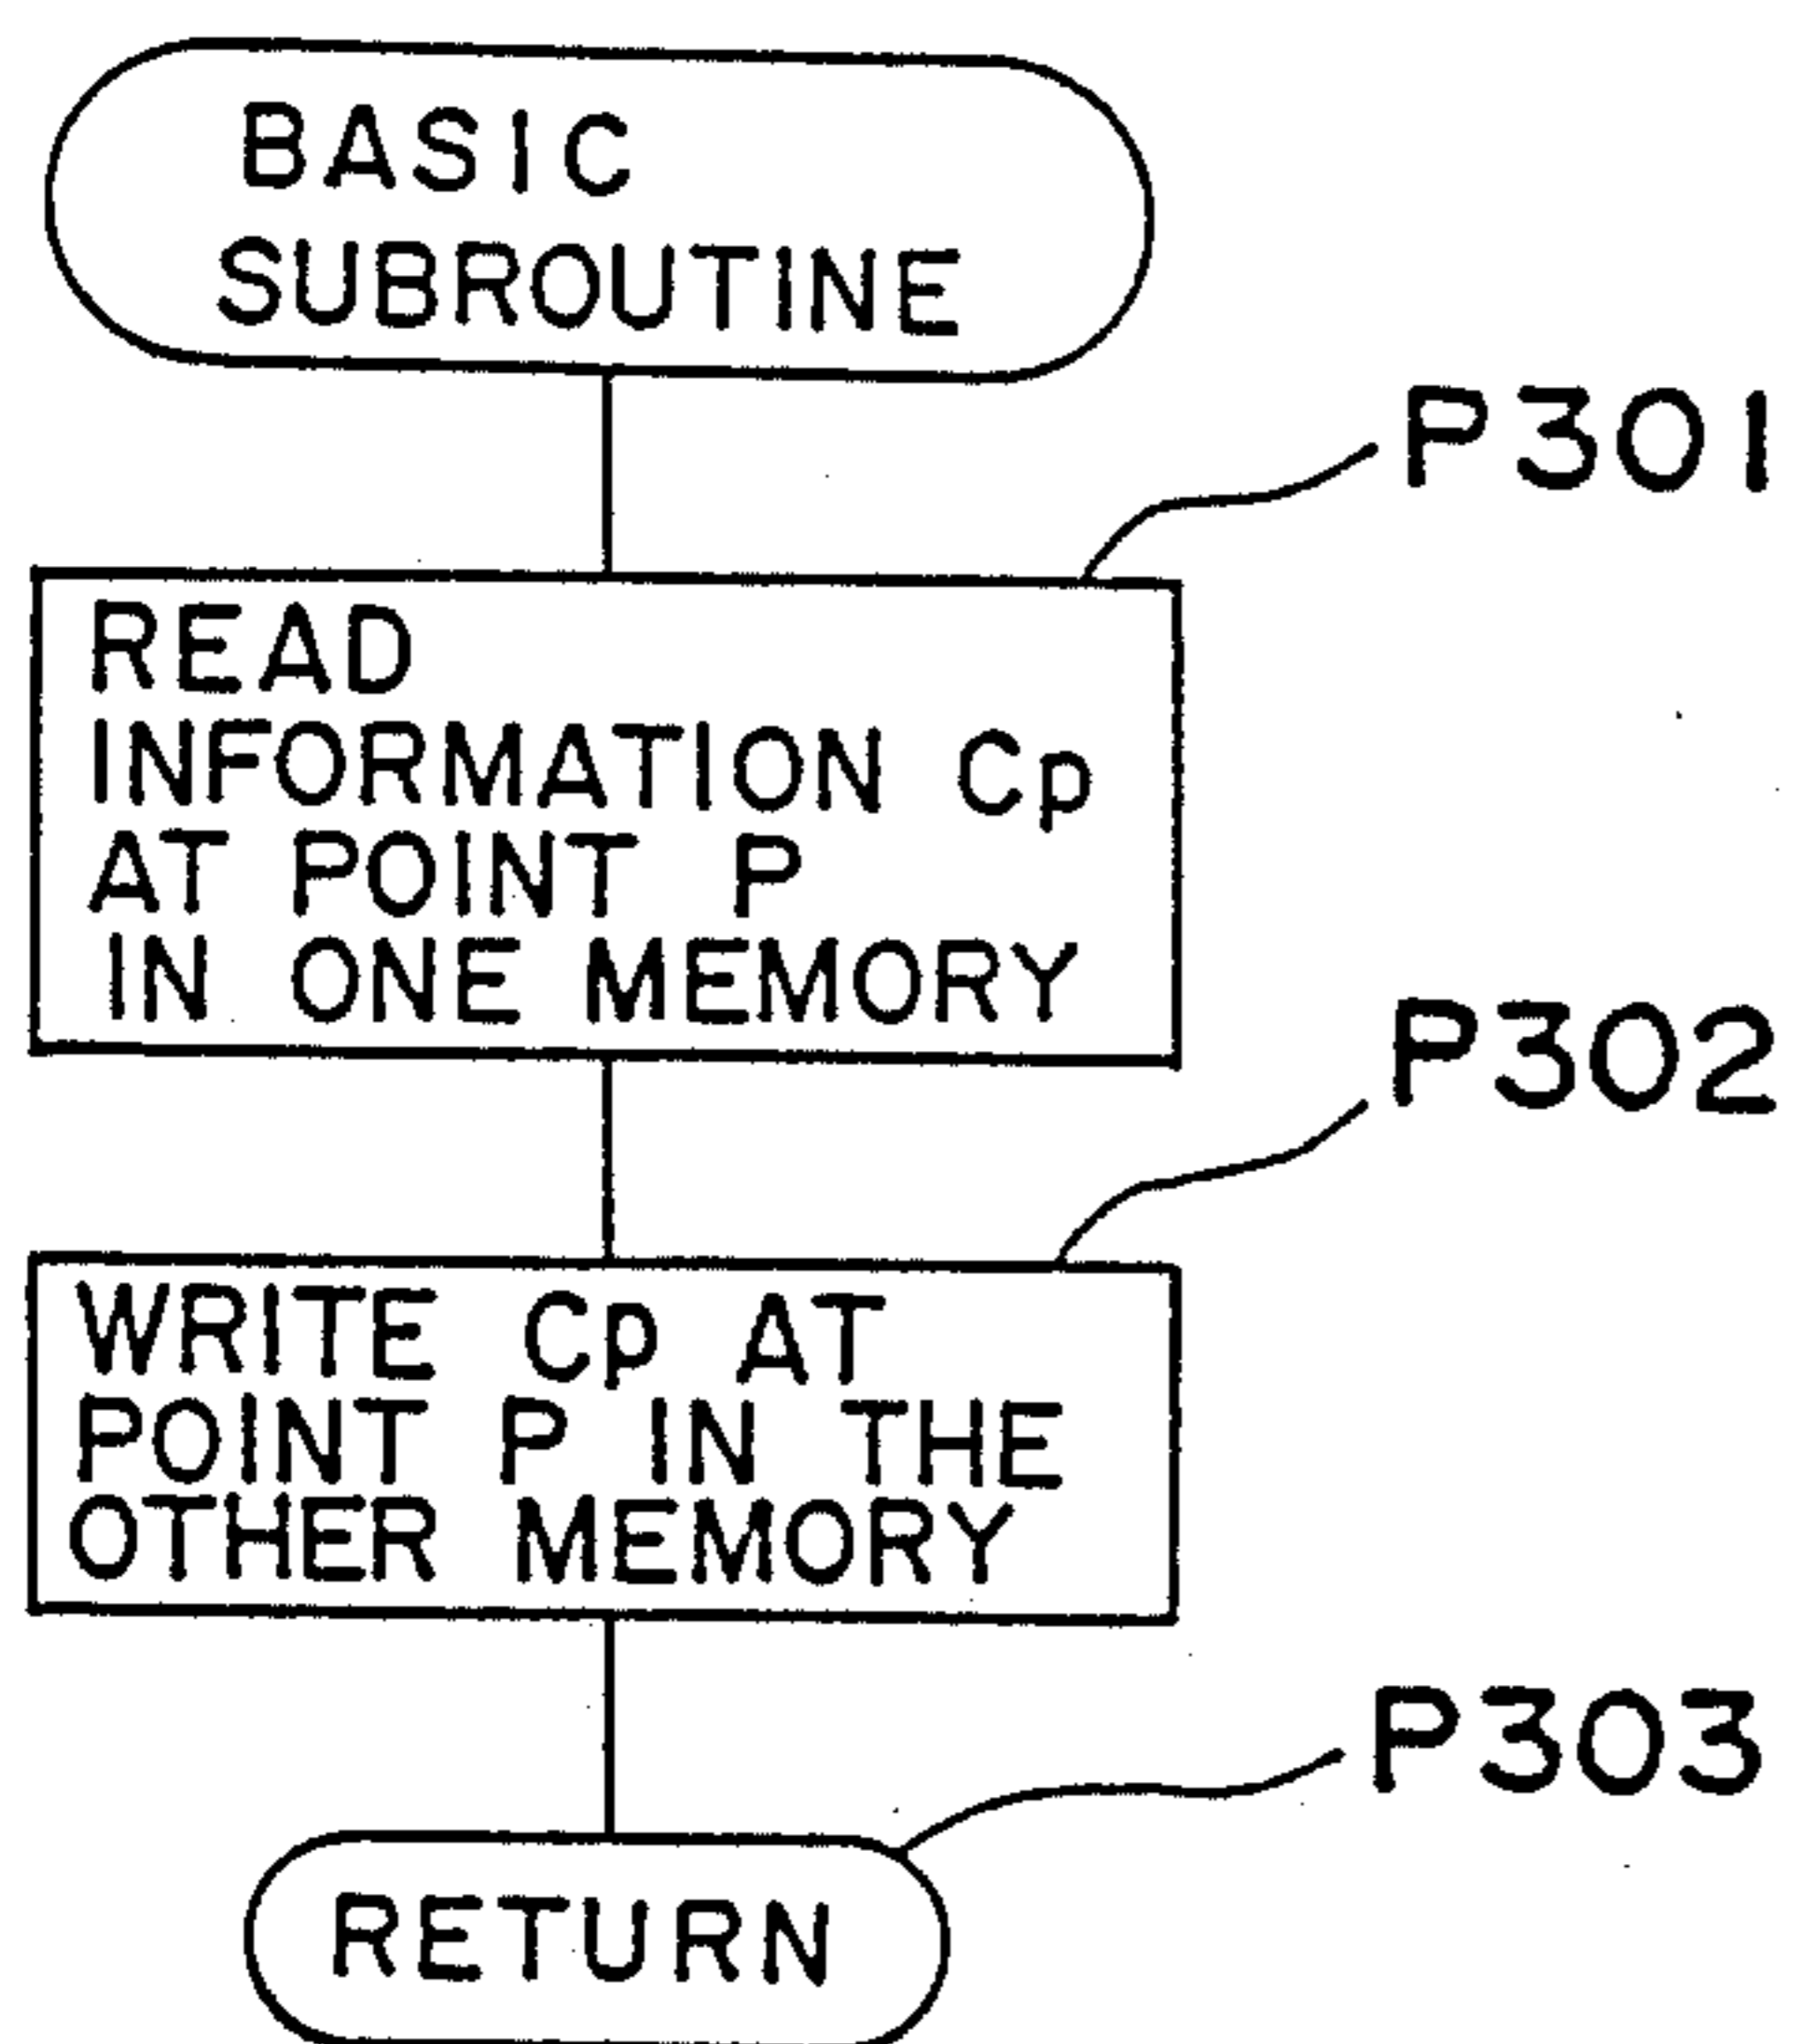 BASIC
SUBROUTINE
P301
READ
INFORMATION Cp
AT POINT P
IN ONE MEMORY
P302
WRITE Cp AT
POINT P IN THE
OTHER MEMORY
P303
RETURN